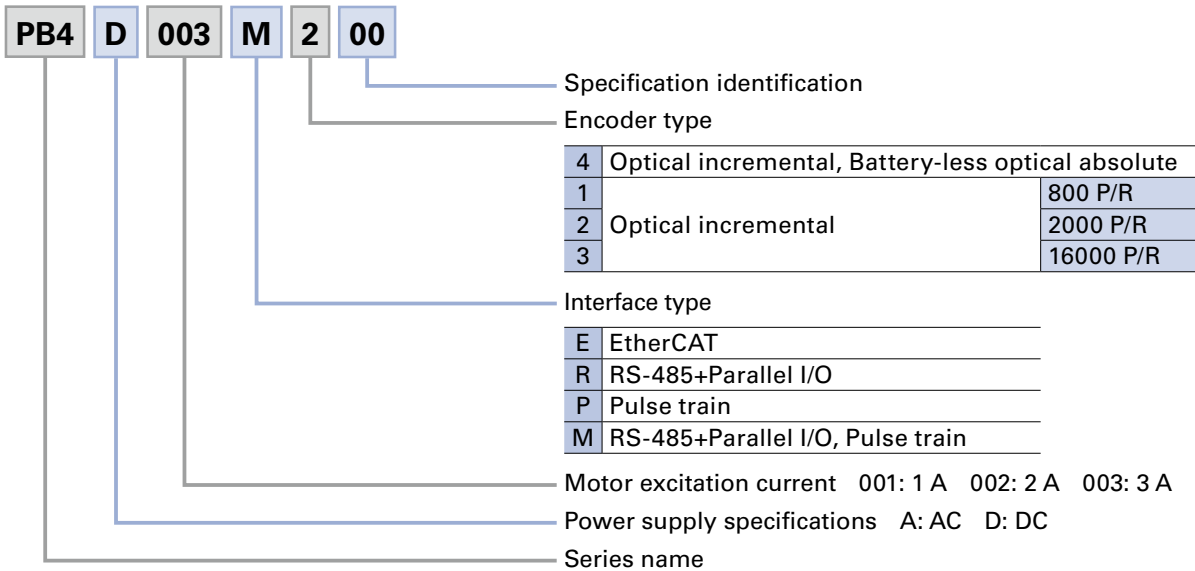 PB4 D 003 M 2 00
Specification identification
Encoder type
4 Optical incremental, Battery-less optical absolute
1 800 P/R
2 Optical incremental 2000 P/R
3 16000 P/R
Interface type
E EtherCAT
R RS-485+Parallel I/O
P Pulse train
M RS-485+Parallel I/O, Pulse train
Motor excitation current 001: 1 A 002: 2 A 003: 3 A
Power supply specifications A: AC D: DC
Series name